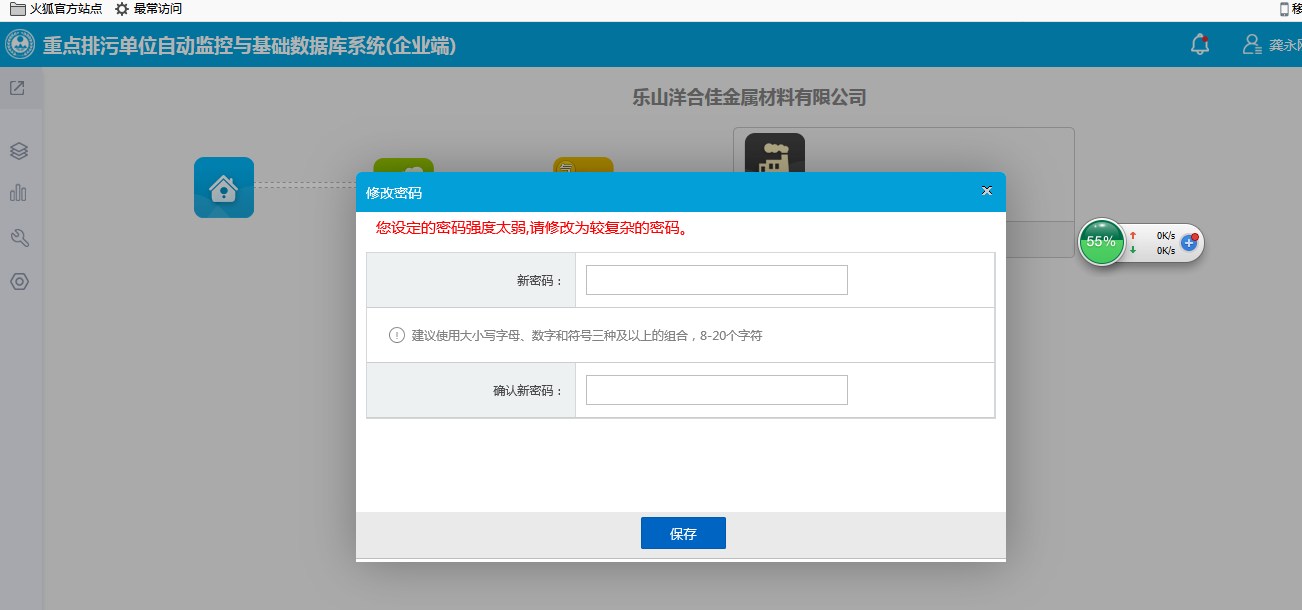 火狐官方站点 最常访问 移
重点排污单位自动监控与基础数据库系统(企业端) 龚永
乐山洋合佳金属材料有限公司
气
修改密码
您设定的密码强度太弱,请修改为较复杂的密码。
55% 0K/s
0K/s
新密码：
建议使用大小写字母、数字和符号三种及以上的组合，8-20个字符
确认新密码：
保存